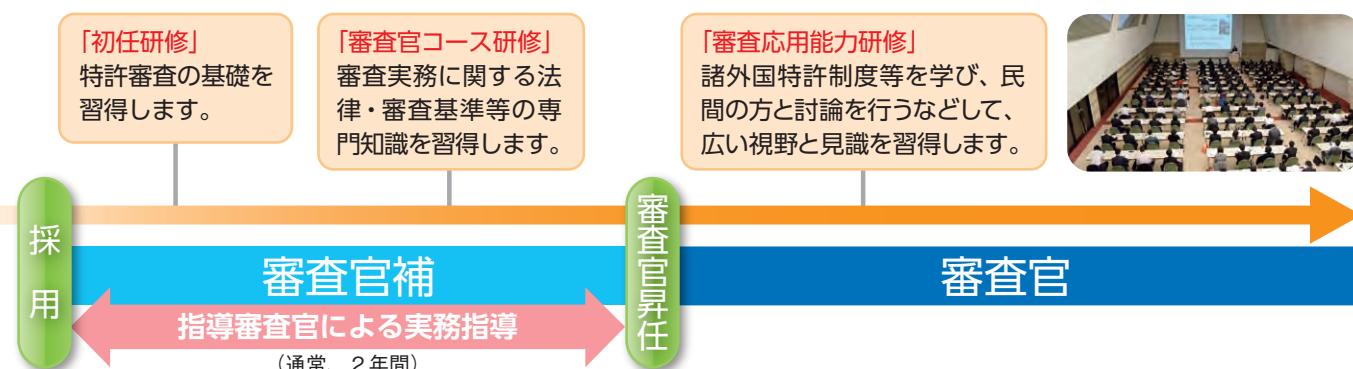 「初任研修」
特許審査の基礎を
習得します。
「審査官コース研修」
審査実務に関する法
律・審査基準等の専
門知識を習得します。
「審査応用能力研修」
諸外国特許制度等を学び、民
間の方と討論を行うなどして、
広い視野と見識を習得します。
採用
審査官補
指導審査官による実務指導
（通常、２年間）
審査官昇任
審査官